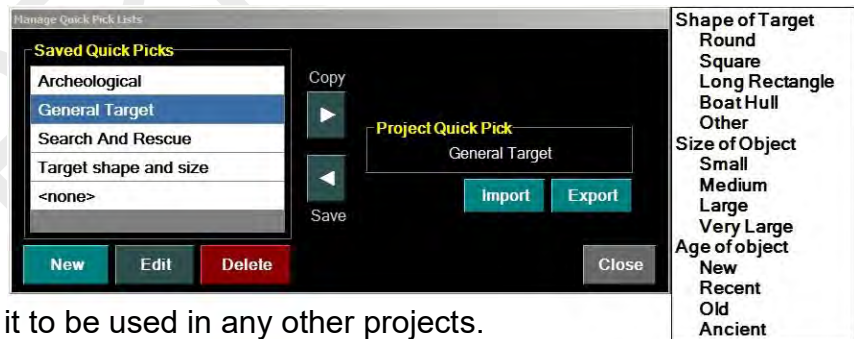 Manage Quick Pick Lists
Saved Quick Picks
Archeological
General Target
Search And Rescue
Target shape and size
<none>
Copy
Save
Project Quick Pick
General Target
Import Export
New Edit Delete
Close
it to be used in any other projects.
Shape of Target
Round
Square
Long Rectangle
Boat Hull
Other
Size of Object
Small
Medium
Large
Very Large
Age of object
New
Recent
Old
Ancient